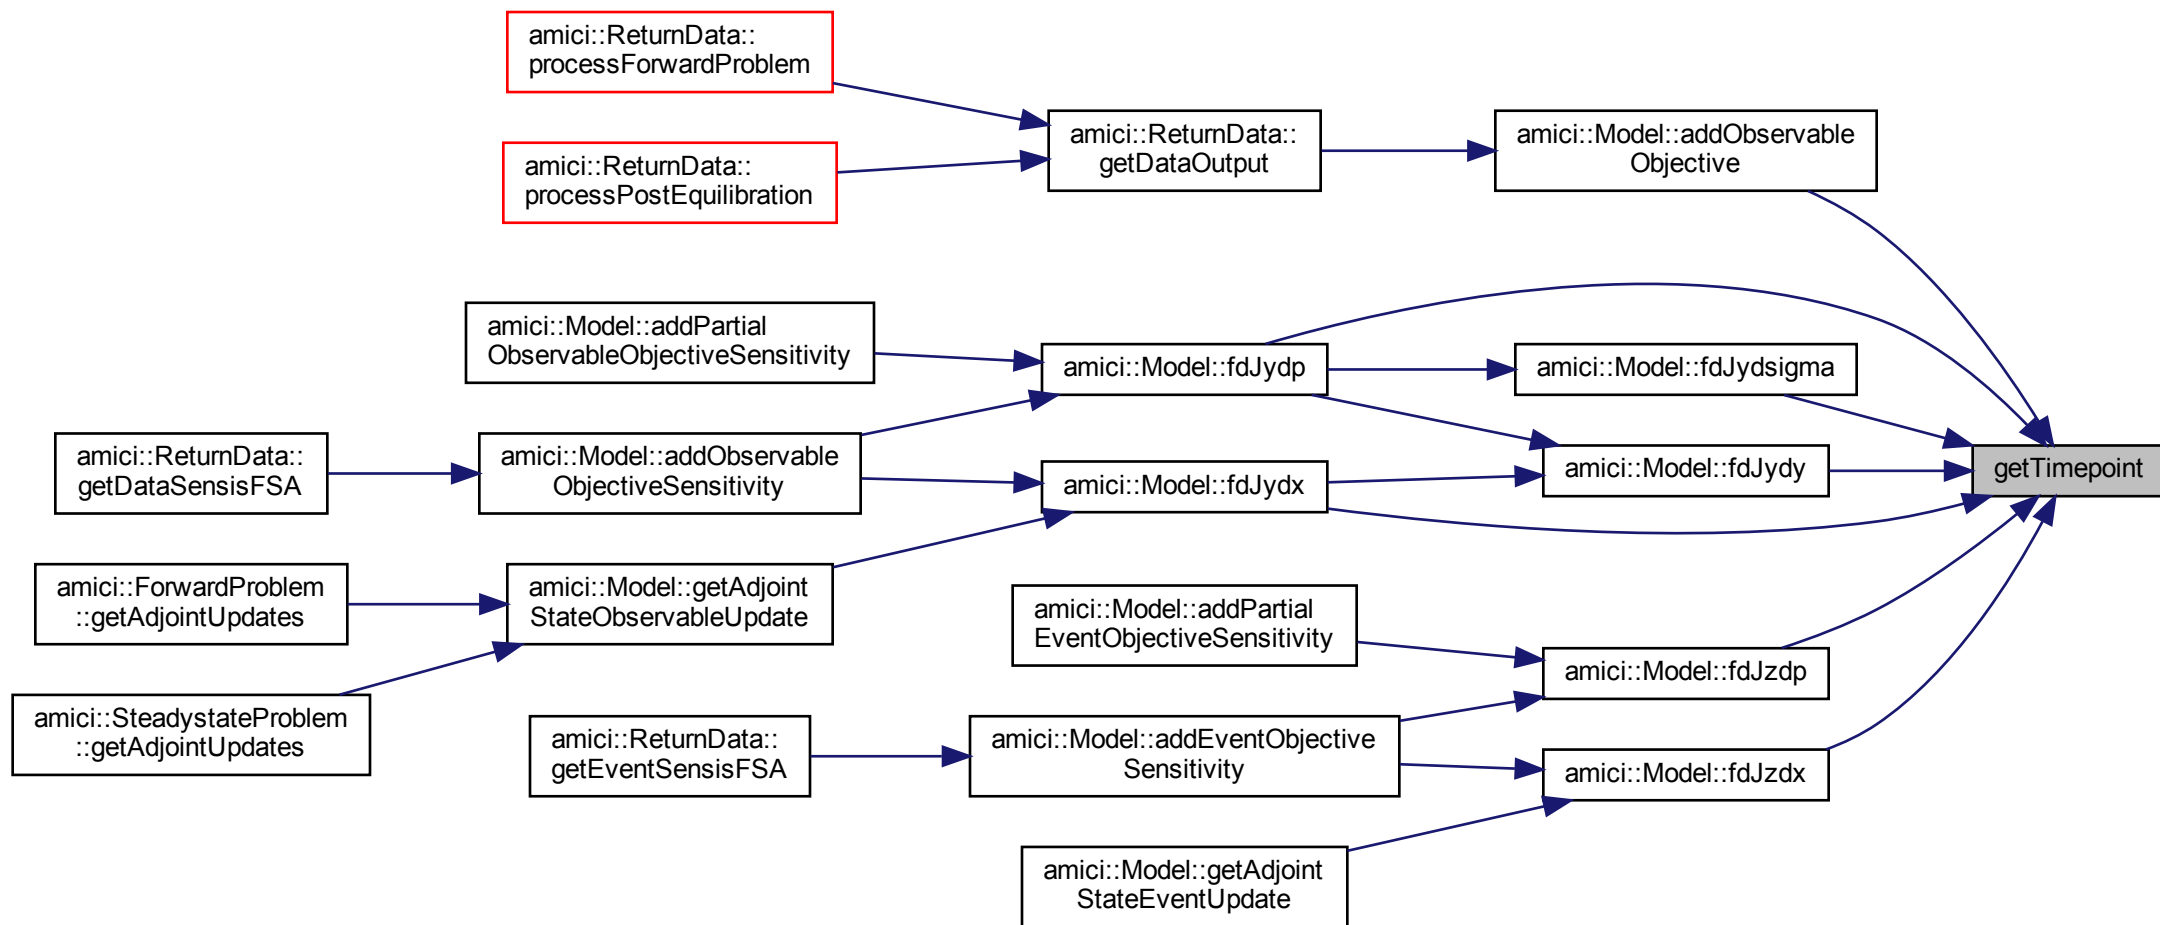 amici::ReturnData::
processForwardProblem
amici::ReturnData::
getDataOutput
amici::Model::addObservable
Objective
amici::ReturnData::
processPostEquilibration
amici::Model::addPartial
ObservableObjectiveSensitivity
amici::Model::fdJydp
amici::Model::fdJydsigma
amici::ReturnData::
getDataSensisFSA
amici::Model::addObservable
ObjectiveSensitivity
amici::Model::fdJydx
amici::Model::fdJydy
getTimepoint
amici::ForwardProblem
::getAdjointUpdates
amici::Model::getAdjoint
StateObservableUpdate
amici::Model::addPartial
EventObjectiveSensitivity
amici::Model::fdJzdp
amici::SteadystateProblem
::getAdjointUpdates
amici::ReturnData::
getEventSensisFSA
amici::Model::addEventObjective
Sensitivity
amici::Model::fdJzdx
amici::Model::getAdjoint
StateEventUpdate